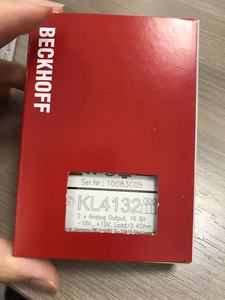 BECKHOFF
Ser.Nr.: 10083C05
KL4132
2 x Analog Output, 16 Bit
-10V...+10V, Load>5 KOhm